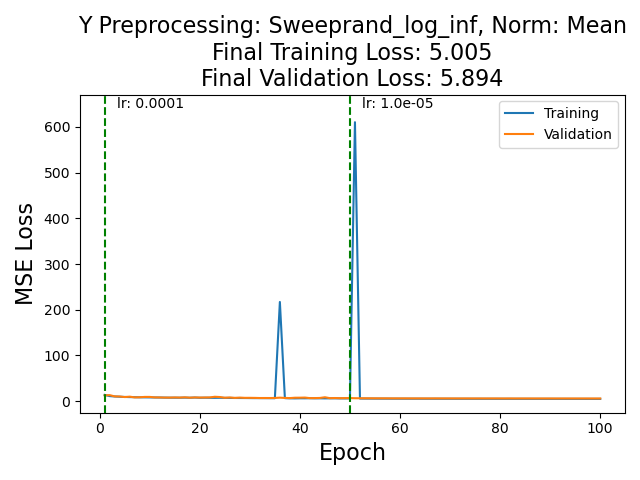 Y Preprocessing: Sweeprand_log_inf, Norm: Mean
Final Training Loss: 5.005
Final Validation Loss: 5.894
lr: 0.0001
lr: 1.0e-05
Training
Validation
MSE Loss
600
500
400
300
200
100
0
0 20 40 60 80 100
Epoch